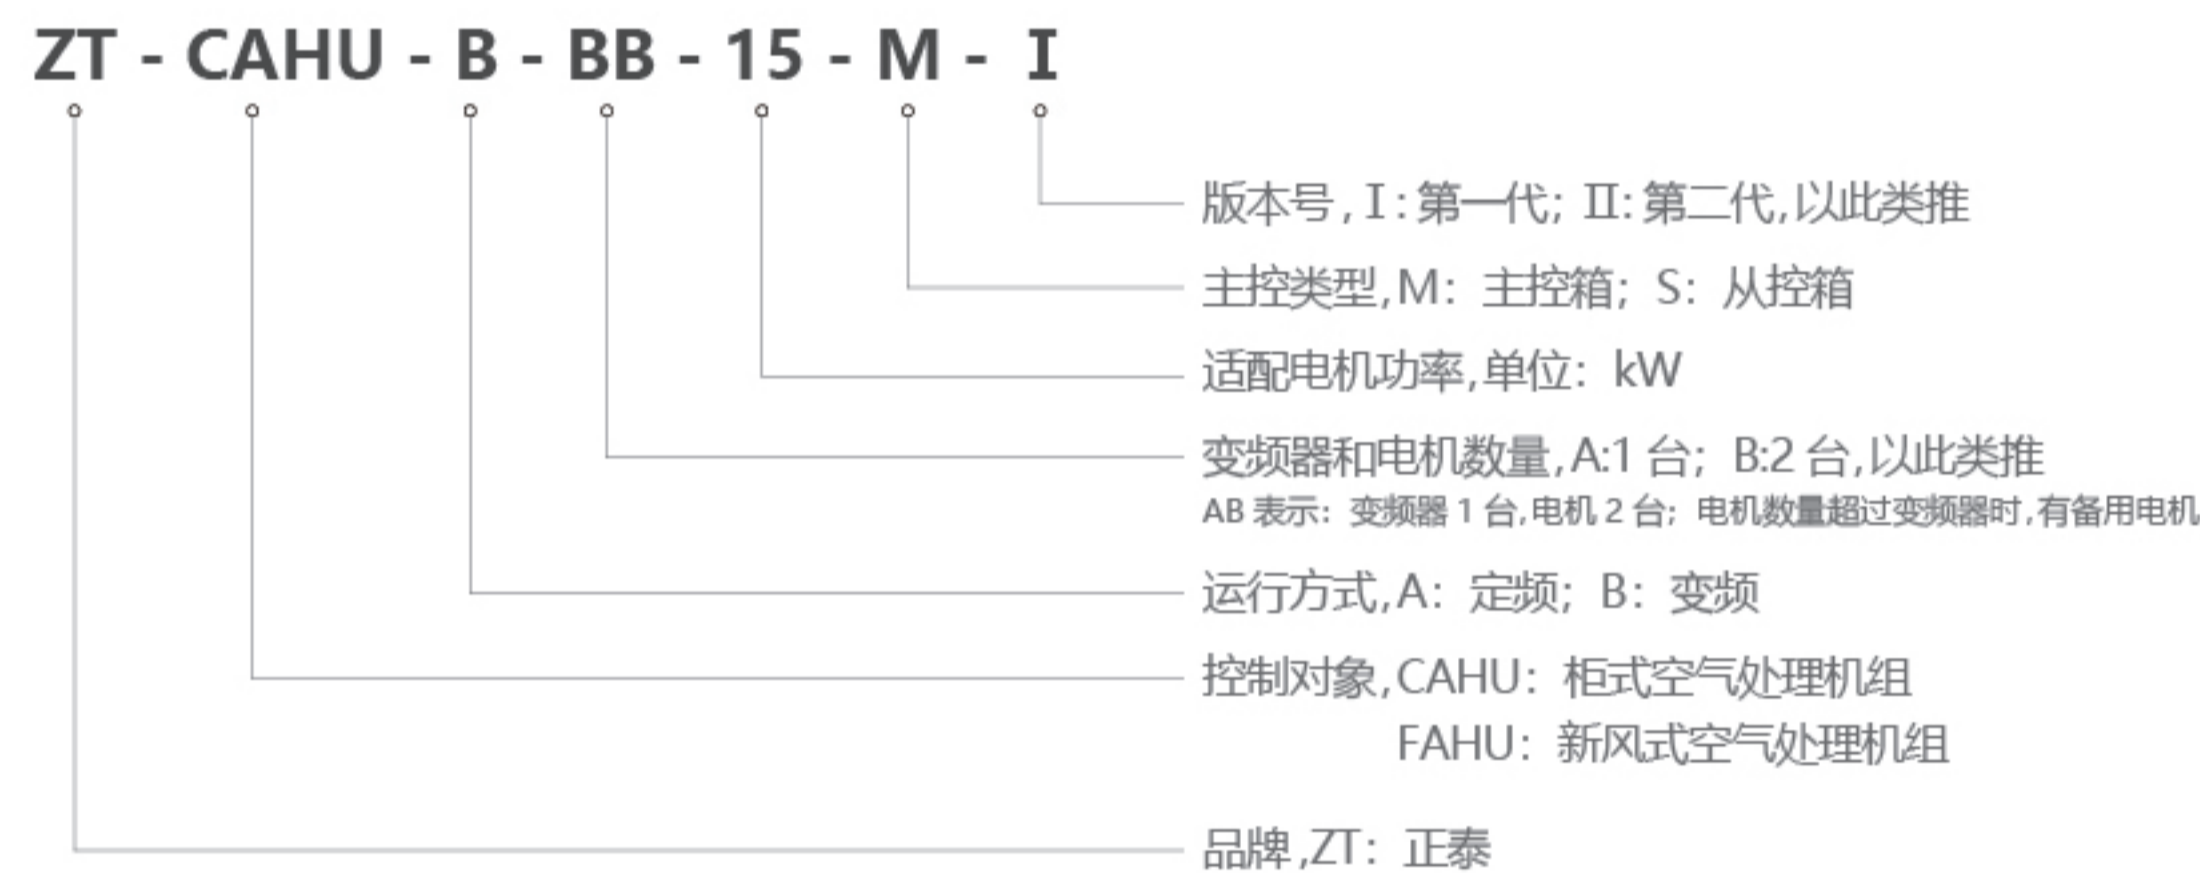 ZT - CAHU - B - BB - 15 - M - I
版本号,I:第一代; II:第二代,以此类推
主控类型,M: 主控箱; S: 从控箱
适配电机功率,单位: kW
变频器和电机数量,A:1 台; B:2 台,以此类推
AB 表示: 变频器 1 台,电机 2 台; 电机数量超过变频器时,有备用电机
运行方式,A: 定频; B: 变频
控制对象,CAHU: 柜式空气处理机组
FAHU: 新风式空气处理机组
品牌,ZT: 正泰